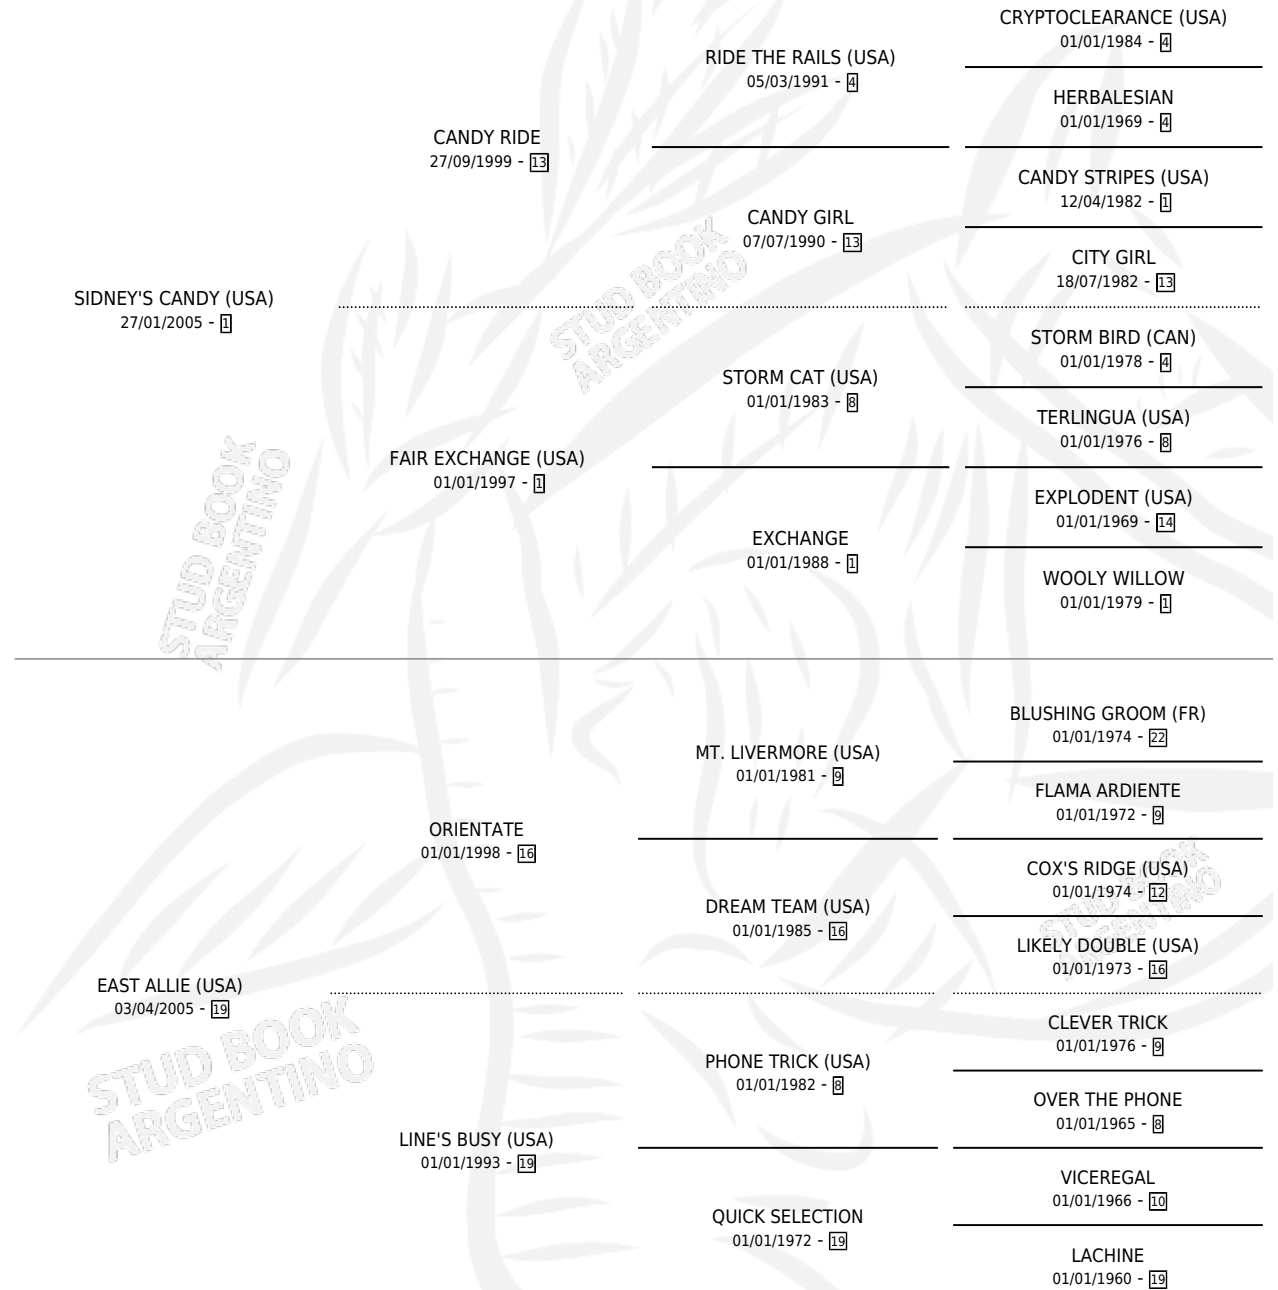 CRYPTOCLEARANCE (USA)
01/01/1984 - 4
RIDE THE RAILS (USA)
05/03/1991 - 4
HERBALESIAN
01/01/1969 - 4
CANDY RIDE
27/09/1999 - 13
CANDY STRIPES (USA)
12/04/1982 - 1
CANDY GIRL
07/07/1990 - 13
CITY GIRL
18/07/1982 - 13
SIDNEY'S CANDY (USA)
27/01/2005 - 1
STORM BIRD (CAN)
01/01/1978 - 4
STORM CAT (USA)
01/01/1983 - 8
TERLINGUA (USA)
01/01/1976 - 8
FAIR EXCHANGE (USA)
01/01/1997 - 1
EXPLODENT (USA)
01/01/1969 - 14
EXCHANGE
01/01/1988 - 1
WOOLY WILLOW
01/01/1979 - 1
STUD BOOK
ARGENTINO
STUD BOOK
ARGENTINO
BLUSHING GROOM (FR)
01/01/1974 - 22
MT. LIVERMORE (USA)
01/01/1981 - 9
FLAMA ARDIENTE
01/01/1972 - 9
ORIENTATE
01/01/1998 - 16
COX'S RIDGE (USA)
01/01/1974 - 12
DREAM TEAM (USA)
01/01/1985 - 16
LIKELY DOUBLE (USA)
01/01/1973 - 16
STUD BOOK
ARGENTINO
EAST ALLIE (USA)
03/04/2005 - 19
CLEVER TRICK
01/01/1976 - 9
PHONE TRICK (USA)
01/01/1982 - 8
OVER THE PHONE
01/01/1965 - 8
STUD BOOK
ARGENTINO
LINE'S BUSY (USA)
01/01/1993 - 19
VICEREGAL
01/01/1966 - 10
QUICK SELECTION
01/01/1972 - 19
LACHINE
01/01/1960 - 19